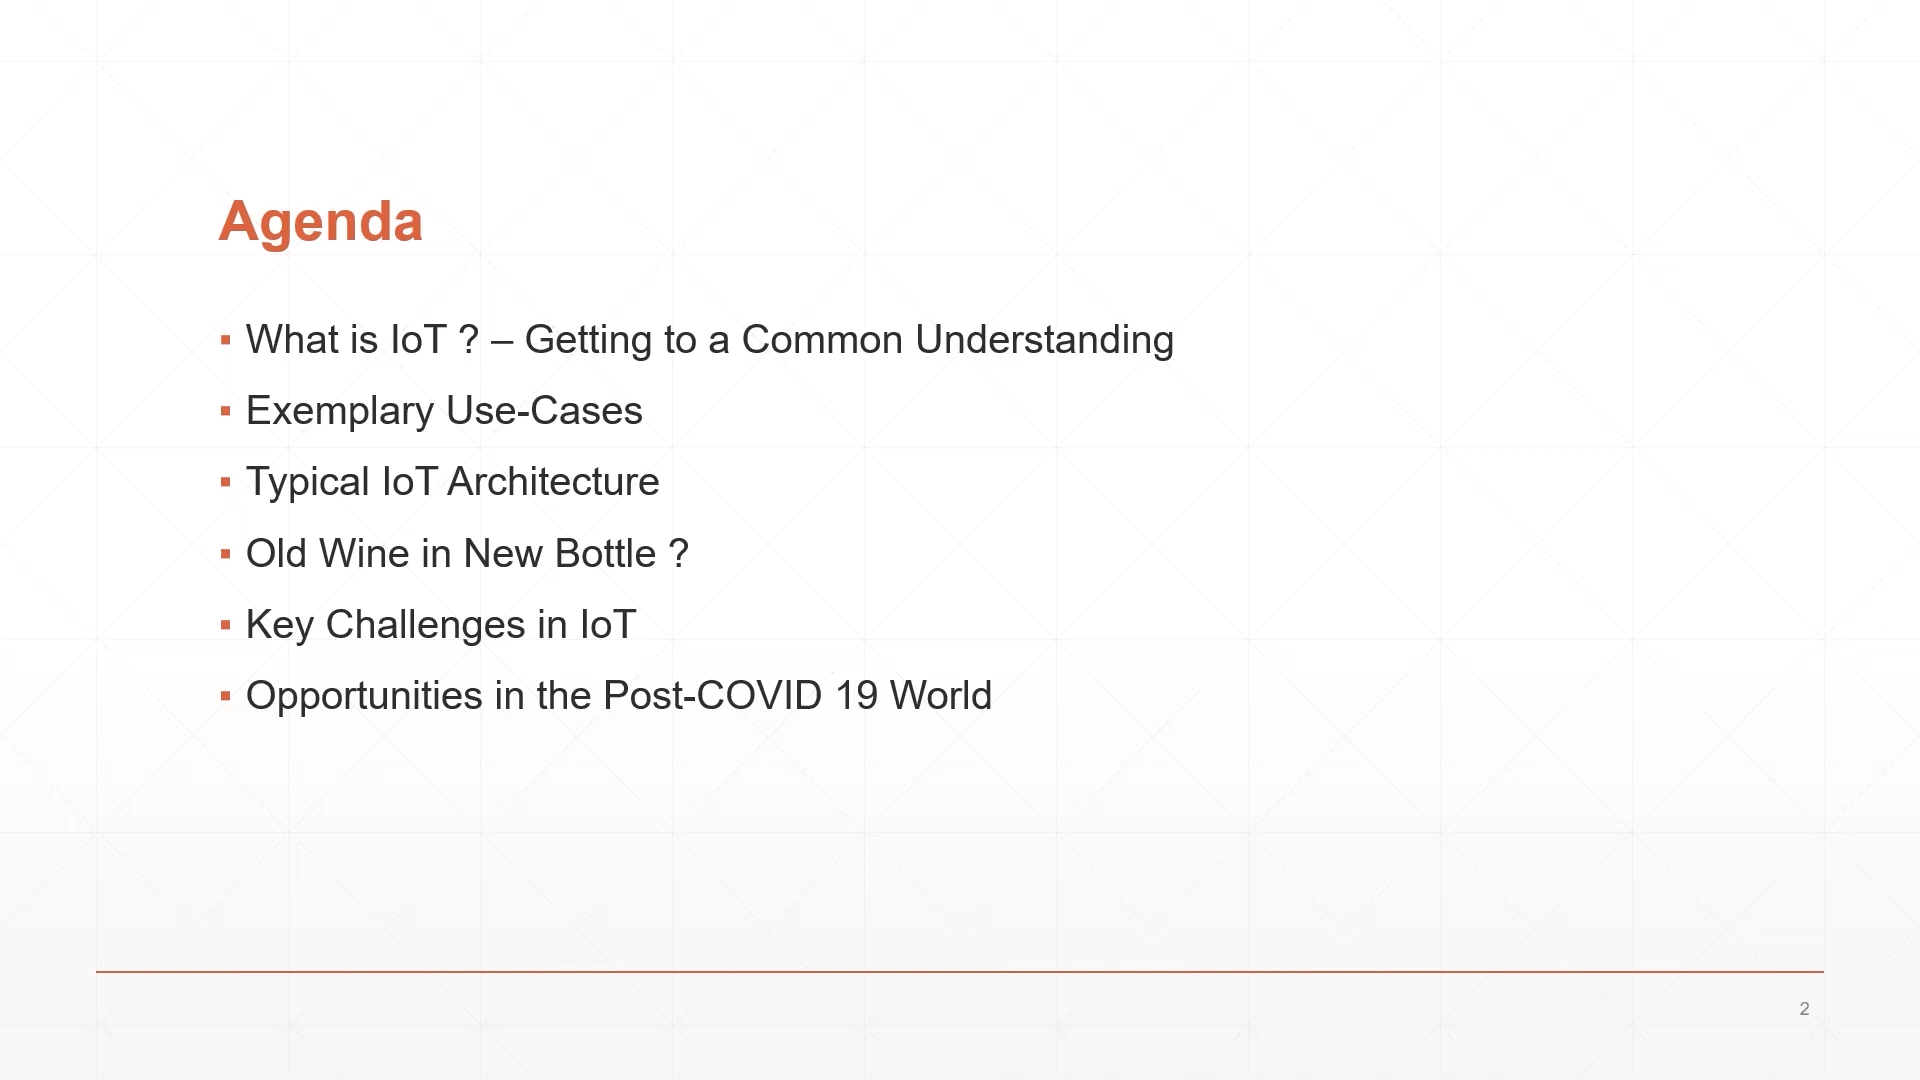 Agenda
▪ What is IoT ? – Getting to a Common Understanding
▪ Exemplary Use-Cases
▪ Typical IoT Architecture
▪ Old Wine in New Bottle ?
▪ Key Challenges in IoT
▪ Opportunities in the Post-COVID 19 World
2